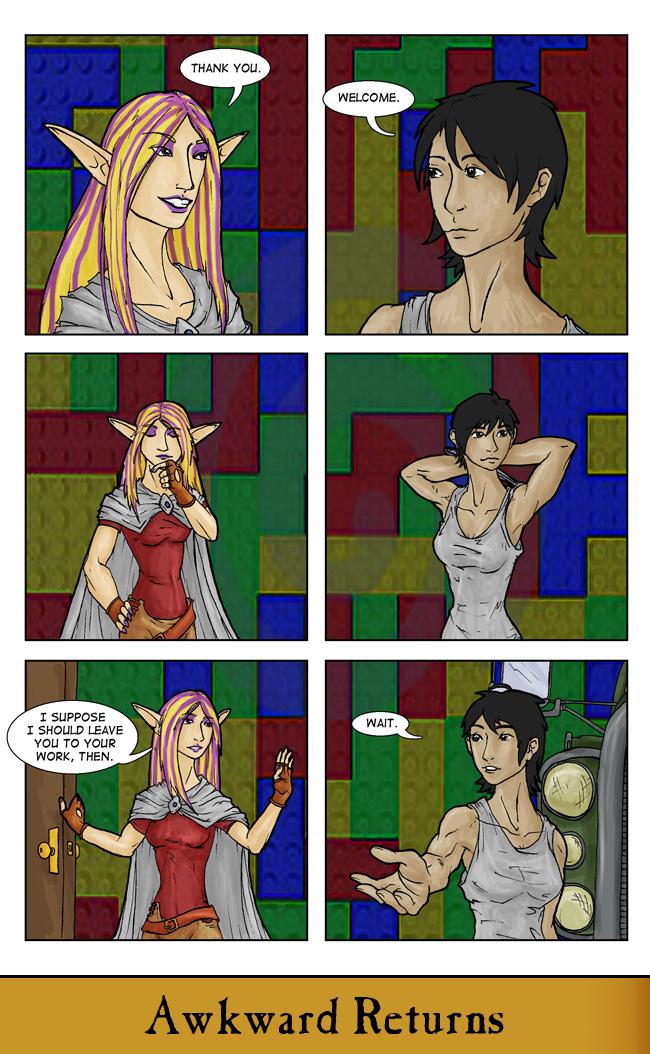 THANK YOU.
WELCOME.
I SUPPOSE
I SHOULD LEAVE
YOU TO YOUR
WORK, THEN.
WAIT.
Awkward Returns